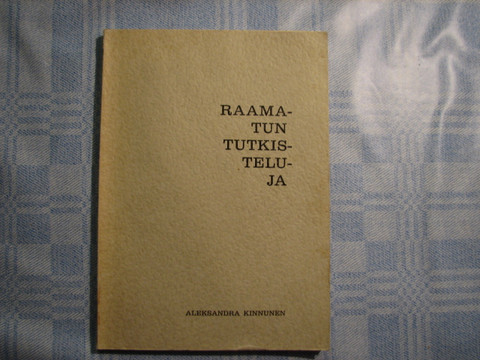 RAAMA-
TUN
TUTKIS-
TELU-
JA
ALEKSANDRA KINNUNEN